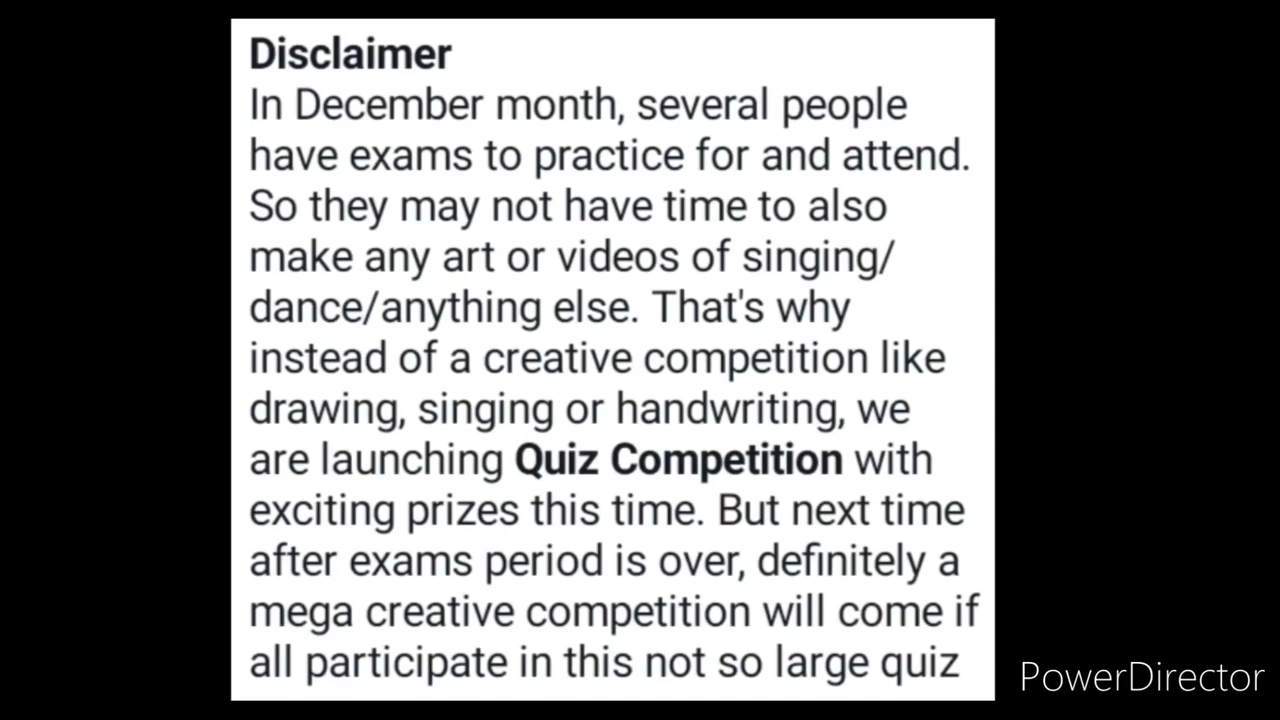 Disclaimer
In December month, several people
have exams to practice for and attend.
So they may not have time to also
make any art or videos of singing/
dance/anything else. That's why
instead of a creative competition like
drawing, singing or handwriting, we
are launching Quiz Competition with
exciting prizes this time. But next time
after exams period is over, definitely a
mega creative competition will come if
all participate in this not so large quiz
PowerDirector